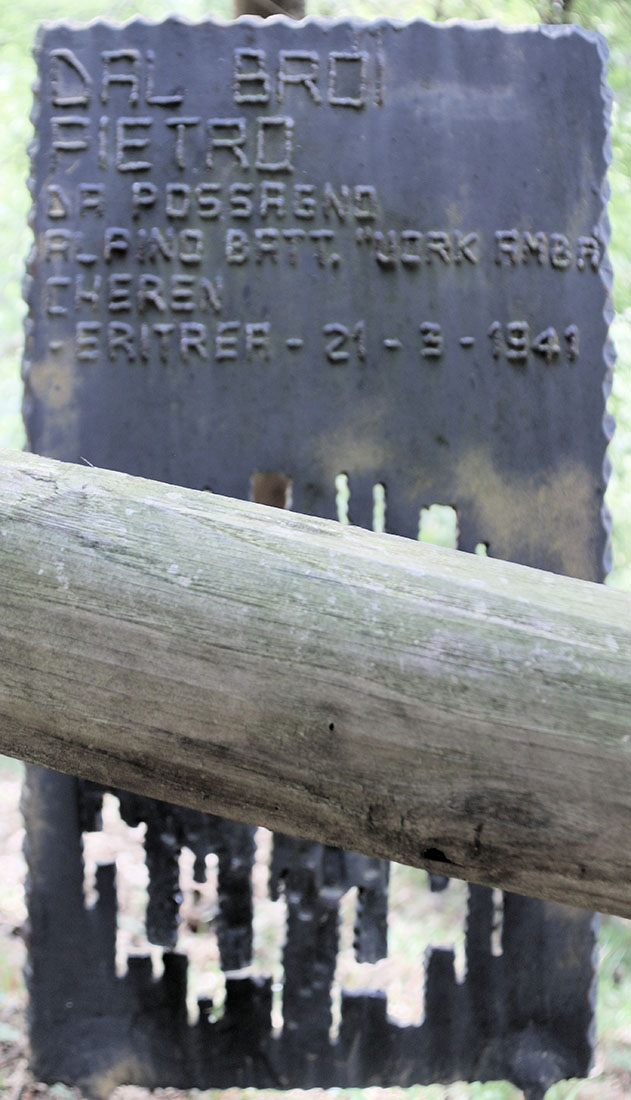 DAL BROI
PIETRO
DA POSSAGNO
ALPINO BATT. "UORK AMBA
CHEREN
- ERITREA - 21 - 3 - 1941